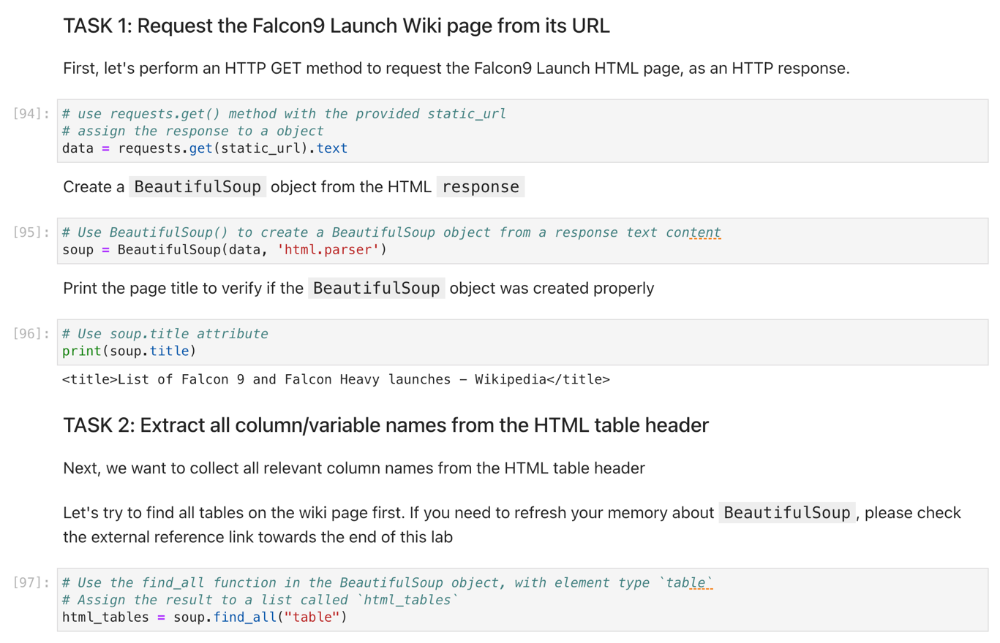 TASK 1: Request the Falcon9 Launch Wiki page from its URL
First, let's perform an HTTP GET method to request the Falcon9 Launch HTML page, as an HTTP response.
[94]:
# use requests.get() method with the provided static_url
# assign the response to a object
data = requests.get(static_url).text
Create a BeautifulSoup object from the HTML response
[95]:
# Use BeautifulSoup() to create a BeautifulSoup object from a response text content
soup = BeautifulSoup(data, 'html.parser')
Print the page title to verify if the BeautifulSoup object was created properly
[96]:
# Use soup.title attribute
print(soup.title)
<title>List of Falcon 9 and Falcon Heavy launches – Wikipedia</title>
TASK 2: Extract all column/variable names from the HTML table header
Next, we want to collect all relevant column names from the HTML table header
Let's try to find all tables on the wiki page first. If you need to refresh your memory about BeautifulSoup, please check
the external reference link towards the end of this lab
[97]:
# Use the find_all function in the BeautifulSoup object, with element type `table`
# Assign the result to a list called `html_tables`
html_tables = soup.find_all("table")